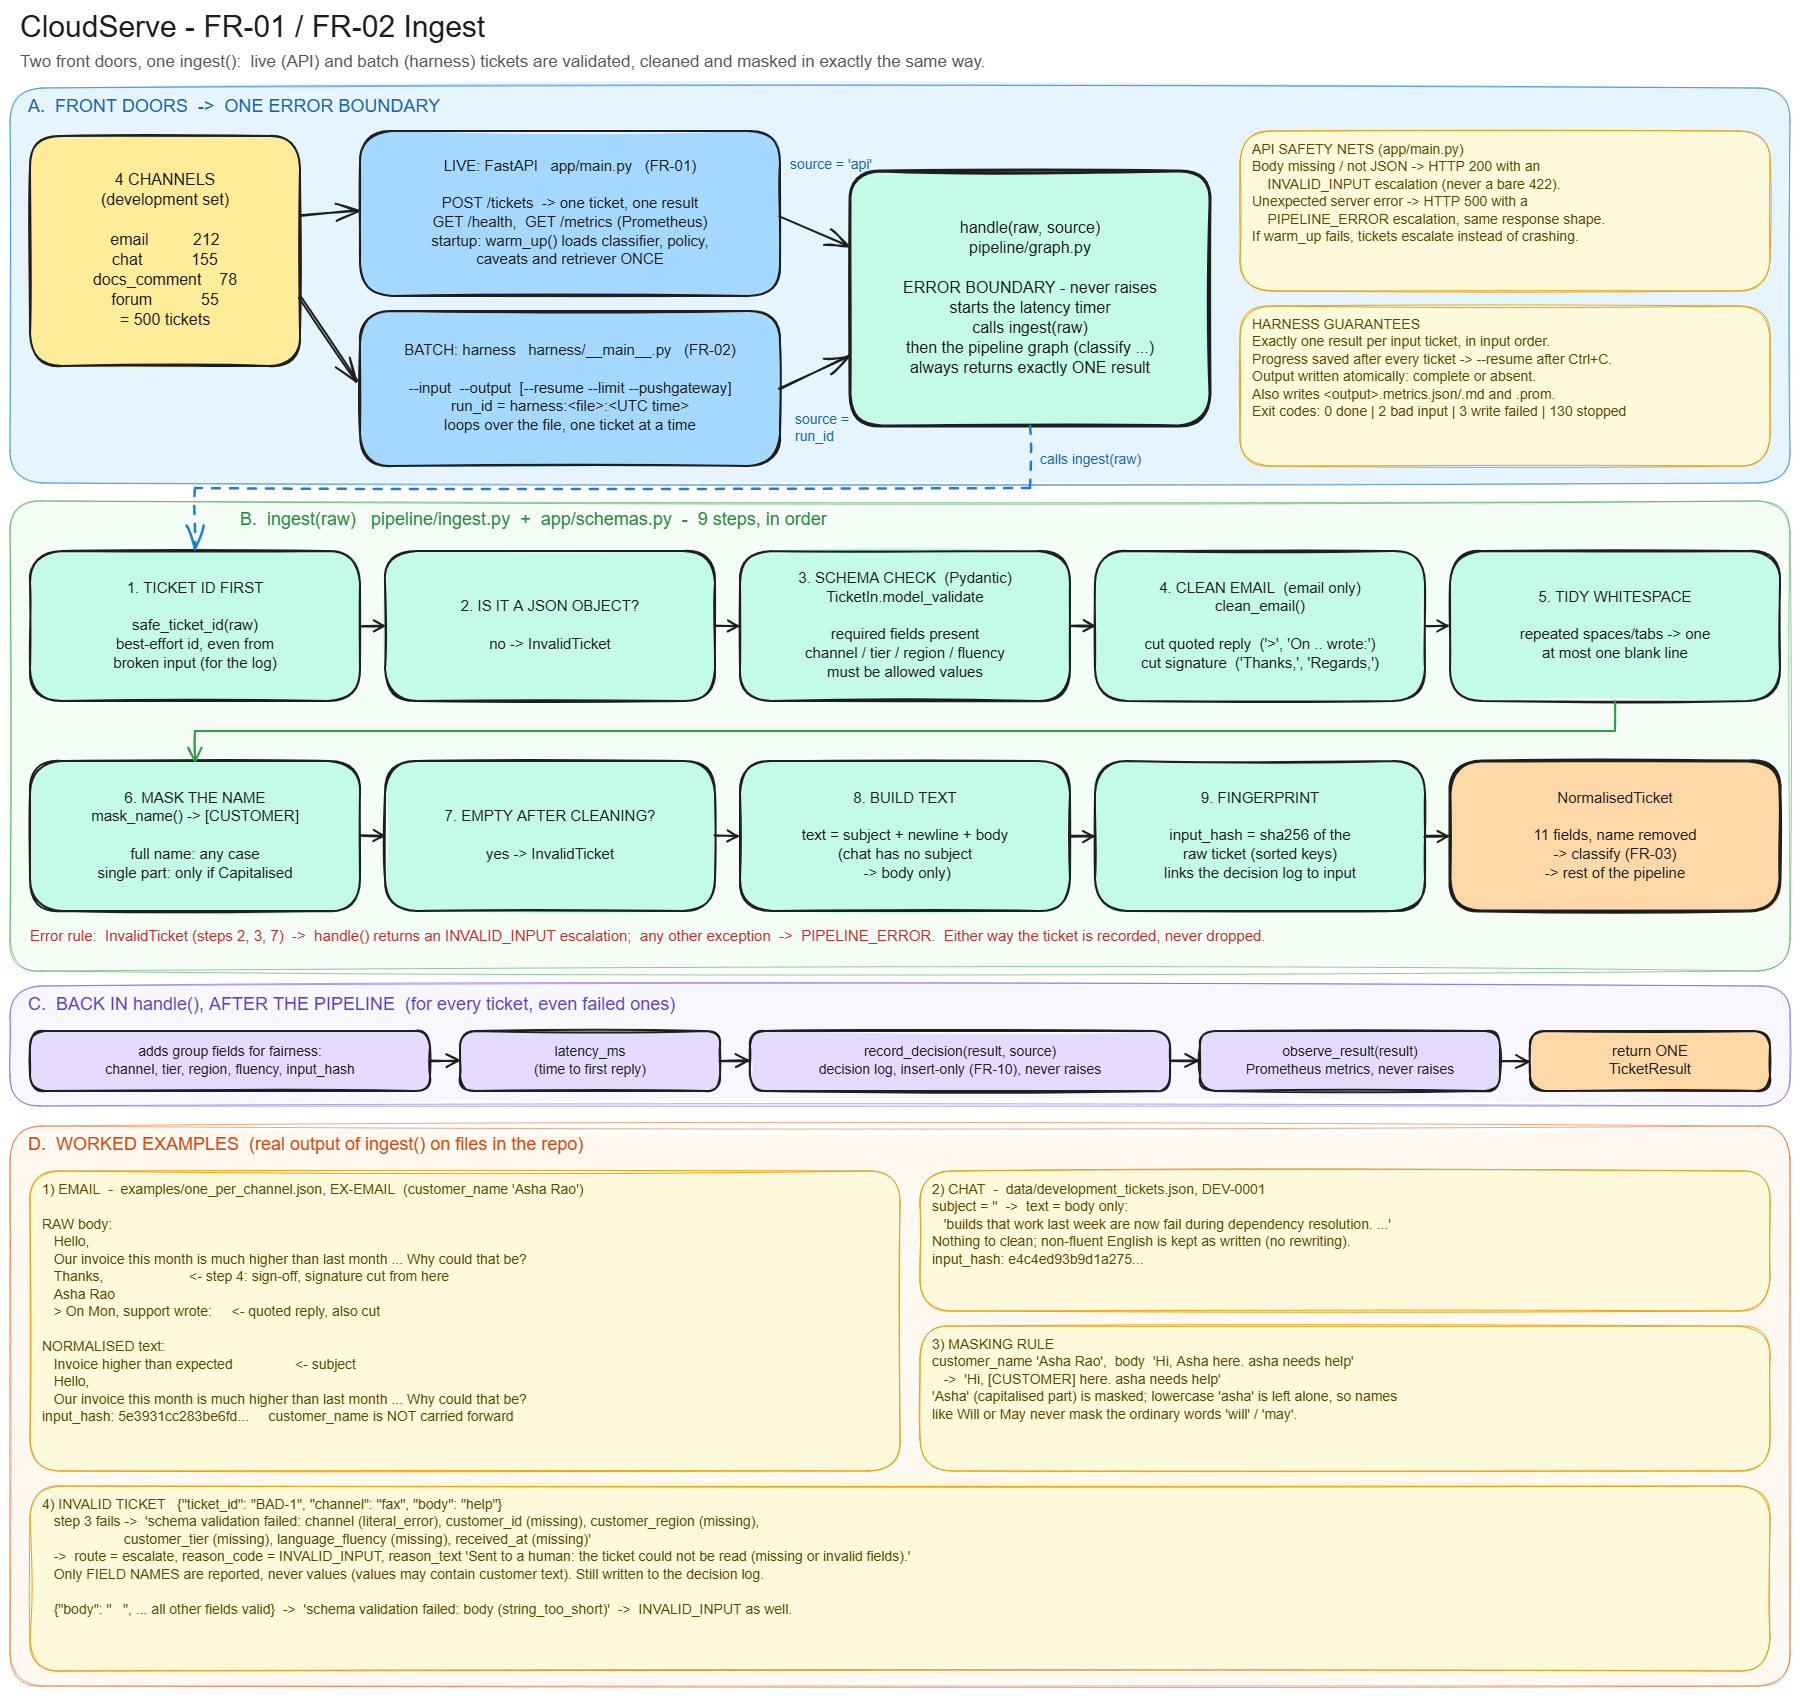 CloudServe - FR-01 / FR-02 Ingest
Two front doors, one ingest():  live (API) and batch (harness) tickets are validated, cleaned and masked in exactly the same way.
A.  FRONT DOORS  ->  ONE ERROR BOUNDARY
4 CHANNELS
(development set)
email 212
chat 155
docs_comment 78
forum 55
= 500 tickets
LIVE: FastAPI   app/main.py   (FR-01)
POST /tickets  -> one ticket, one result
GET /health,  GET /metrics (Prometheus)
startup: warm_up() loads classifier, policy,
caveats and retriever ONCE
BATCH: harness   harness/__main__.py   (FR-02)
--input  --output  [--resume --limit --pushgateway]
run_id = harness:<file>:<UTC time>
loops over the file, one ticket at a time
source = 'api'
source =
run_id
handle(raw, source)
pipeline/graph.py
ERROR BOUNDARY - never raises
starts the latency timer
calls ingest(raw)
then the pipeline graph (classify ...)
always returns exactly ONE result
calls ingest(raw)
API SAFETY NETS (app/main.py)
Body missing / not JSON -> HTTP 200 with an
INVALID_INPUT escalation (never a bare 422).
Unexpected server error -> HTTP 500 with a
PIPELINE_ERROR escalation, same response shape.
If warm_up fails, tickets escalate instead of crashing.
HARNESS GUARANTEES
Exactly one result per input ticket, in input order.
Progress saved after every ticket -> --resume after Ctrl+C.
Output written atomically: complete or absent.
Also writes <output>.metrics.json/.md and .prom.
Exit codes: 0 done | 2 bad input | 3 write failed | 130 stopped
B.  ingest(raw)   pipeline/ingest.py  +  app/schemas.py  -  9 steps, in order
1. TICKET ID FIRST
safe_ticket_id(raw)
best-effort id, even from
broken input (for the log)
2. IS IT A JSON OBJECT?
no -> InvalidTicket
3. SCHEMA CHECK  (Pydantic)
TicketIn.model_validate
required fields present
channel / tier / region / fluency
must be allowed values
4. CLEAN EMAIL  (email only)
clean_email()
cut quoted reply  ('>', 'On .. wrote:')
cut signature  ('Thanks,', 'Regards,')
5. TIDY WHITESPACE
repeated spaces/tabs -> one
at most one blank line
6. MASK THE NAME
mask_name() -> [CUSTOMER]
full name: any case
single part: only if Capitalised
7. EMPTY AFTER CLEANING?
yes -> InvalidTicket
8. BUILD TEXT
text = subject + newline + body
(chat has no subject
-> body only)
9. FINGERPRINT
input_hash = sha256 of the
raw ticket (sorted keys)
links the decision log to input
NormalisedTicket
11 fields, name removed
-> classify (FR-03)
-> rest of the pipeline
Error rule:  InvalidTicket (steps 2, 3, 7)  ->  handle() returns an INVALID_INPUT escalation;  any other exception  ->  PIPELINE_ERROR.  Either way the ticket is recorded, never dropped.
C.  BACK IN handle(), AFTER THE PIPELINE  (for every ticket, even failed ones)
adds group fields for fairness:
channel, tier, region, fluency, input_hash
latency_ms
(time to first reply)
record_decision(result, source)
decision log, insert-only (FR-10), never raises
observe_result(result)
Prometheus metrics, never raises
return ONE
TicketResult
D.  WORKED EXAMPLES  (real output of ingest() on files in the repo)
1) EMAIL  -  examples/one_per_channel.json, EX-EMAIL  (customer_name 'Asha Rao')
RAW body:
Hello,
Our invoice this month is much higher than last month ... Why could that be?
Thanks, <- step 4: sign-off, signature cut from here
Asha Rao
> On Mon, support wrote: <- quoted reply, also cut
NORMALISED text:
Invoice higher than expected <- subject
Hello,
Our invoice this month is much higher than last month ... Why could that be?
input_hash: 5e3931cc283be6fd... customer_name is NOT carried forward
2) CHAT  -  data/development_tickets.json, DEV-0001
subject = ''  ->  text = body only:
'builds that work last week are now fail during dependency resolution. ...'
Nothing to clean; non-fluent English is kept as written (no rewriting).
input_hash: e4c4ed93b9d1a275...
3) MASKING RULE
customer_name 'Asha Rao',  body  'Hi, Asha here. asha needs help'
->  'Hi, [CUSTOMER] here. asha needs help'
'Asha' (capitalised part) is masked; lowercase 'asha' is left alone, so names
like Will or May never mask the ordinary words 'will' / 'may'.
4) INVALID TICKET   {"ticket_id": "BAD-1", "channel": "fax", "body": "help"}
step 3 fails ->  'schema validation failed: channel (literal_error), customer_id (missing), customer_region (missing),
customer_tier (missing), language_fluency (missing), received_at (missing)'
->  route = escalate, reason_code = INVALID_INPUT, reason_text 'Sent to a human: the ticket could not be read (missing or invalid fields).'
Only FIELD NAMES are reported, never values (values may contain customer text). Still written to the decision log.
{"body": "   ", ... all other fields valid}  ->  'schema validation failed: body (string_too_short)'  ->  INVALID_INPUT as well.